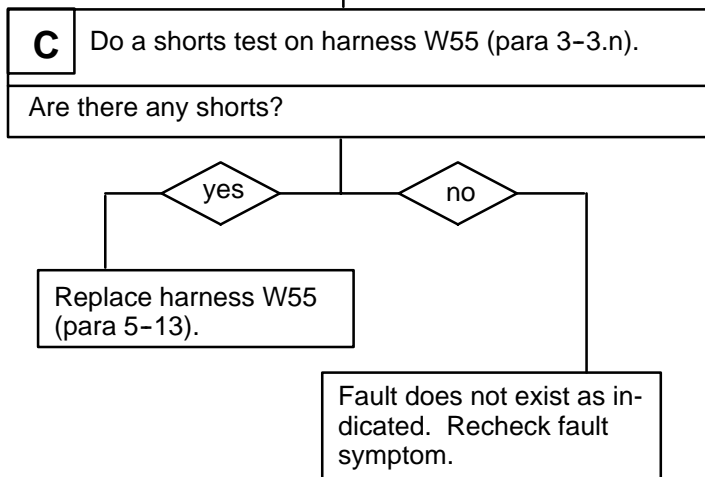 C Do a shorts test on harness W55 (para 3-3.n).
Are there any shorts?
yes no
Replace harness W55
(para 5-13).
Fault does not exist as in-
dicated. Recheck fault
symptom.